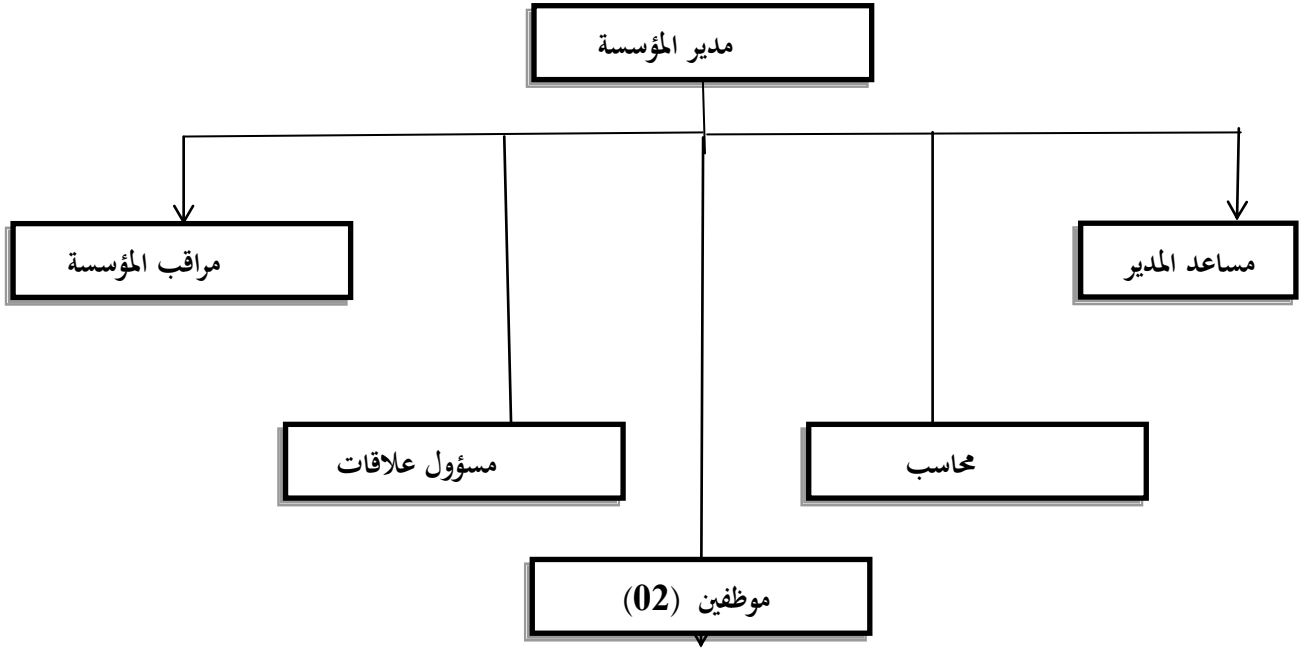 مدير المؤسسة
مساعد المدير
مراقب المؤسسة
محاسب
مسؤول علاقات
موظفين (02)